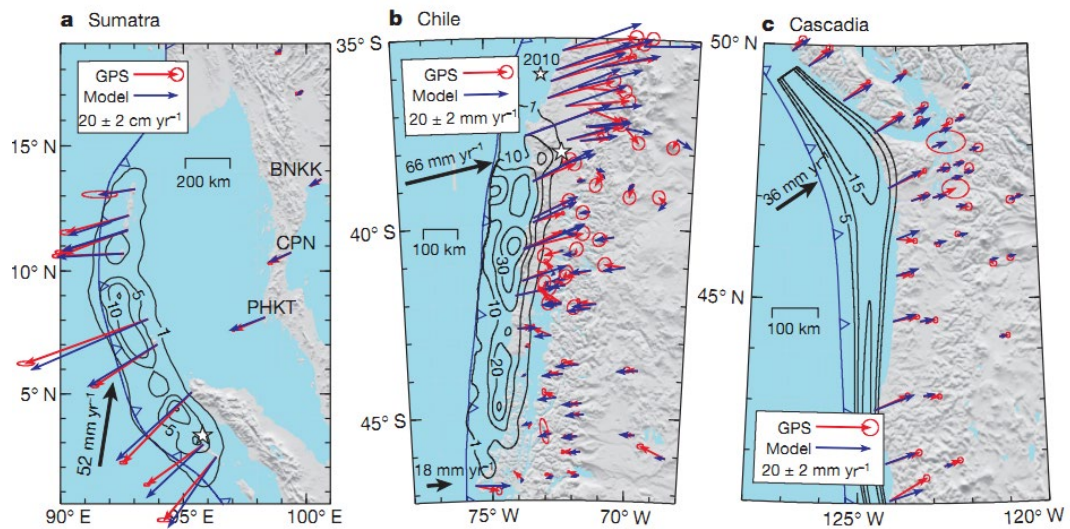 a Sumatra
GPS
Model
20 ± 2 cm yr⁻¹
15° N
10° N
5° N
200 km
BNKK
CPN
PHKT
5
10
1
5
52 mm yr⁻¹
90° E
95° E
100 E
b Chile
35° S
40° S
45° S
2010
GPS
Model
20 ± 2 mm yr⁻¹
1
10
66 mm yr⁻¹
100 km
30
10
20
1
18 mm yr⁻¹
75° W
70° W
c Cascadia
50° N
45° N
36 mm yr⁻¹
15
5
100 km
GPS
Model
20 ± 2 mm yr⁻¹
125° W
120° W